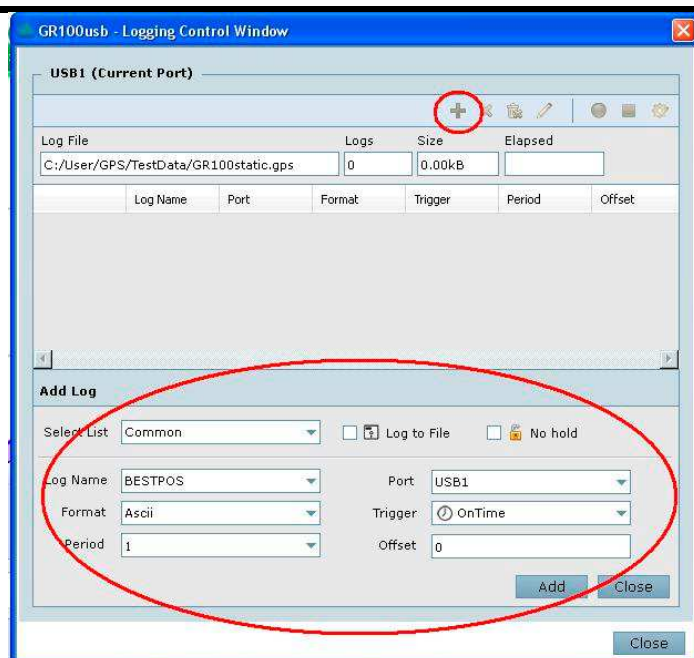 GR100usb - Logging Control Window
USB1 (Current Port)
Log File Logs Size Elapsed
C:/User/GPS/TestData/GR100static.gps 0 0.00kB
Log Name Port Format Trigger Period Offset
Add Log
Select List Common Log to File No hold
Log Name BESTPOS Port USB1
Format Ascii Trigger OnTime
Period 1 Offset 0
Add Close
Close